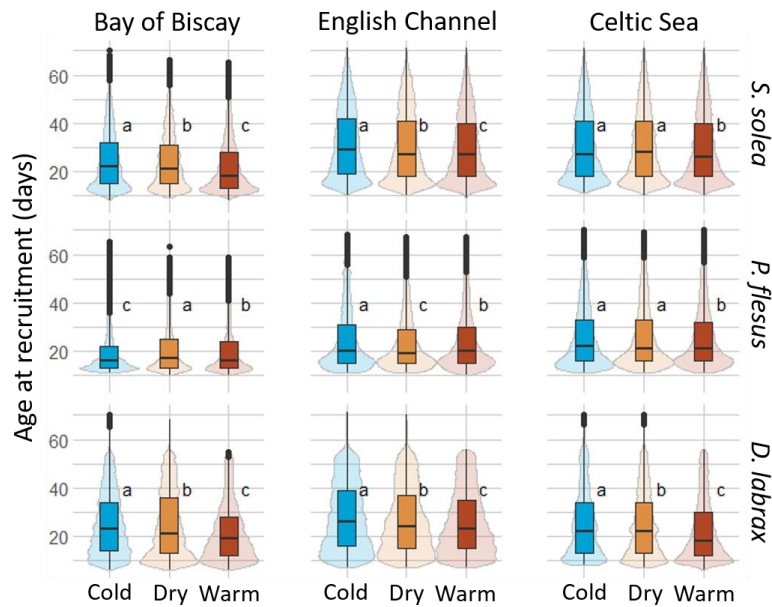 Bay of Biscay English Channel Celtic Sea
Age at recruitment (days)
60
40
20
a b c
a b c
a a b
S. solea
60
40
20
c a b
a c b
a a b
P. flesus
60
40
20
a b c
a b c
a b c
D. labrax
Cold Dry Warm Cold Dry Warm Cold Dry Warm